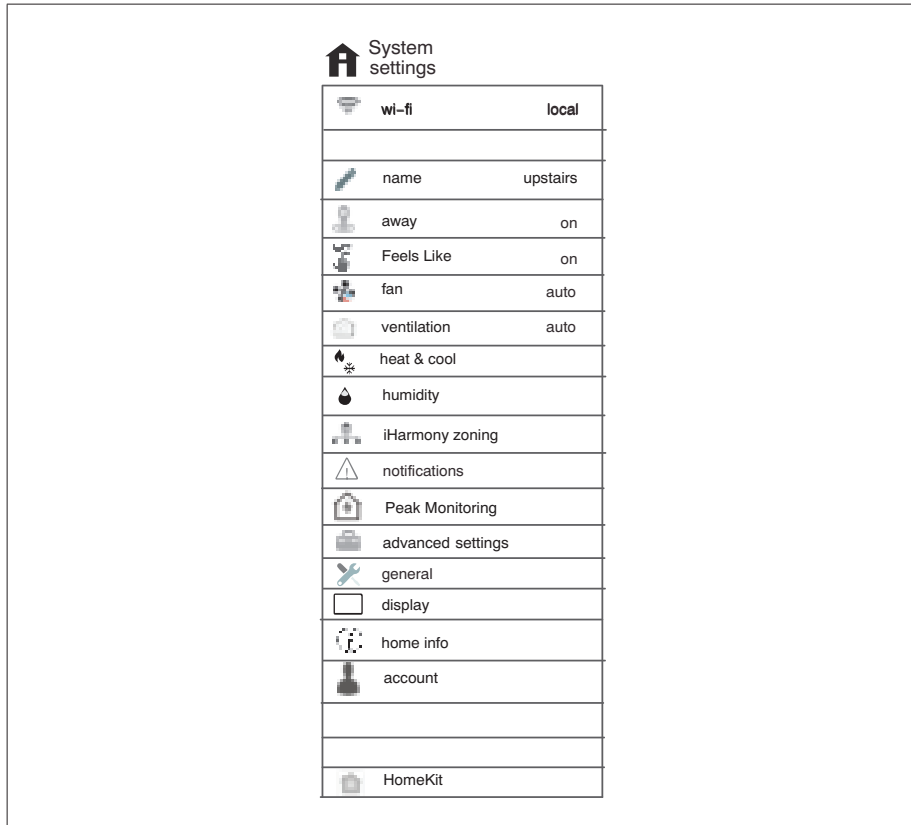 System
settings
wi–fi local
name upstairs
away on
Feels Like on
fan auto
ventilation auto
heat & cool
humidity
iHarmony zoning
notifications
Peak Monitoring
advanced settings
general
display
home info
account
HomeKit